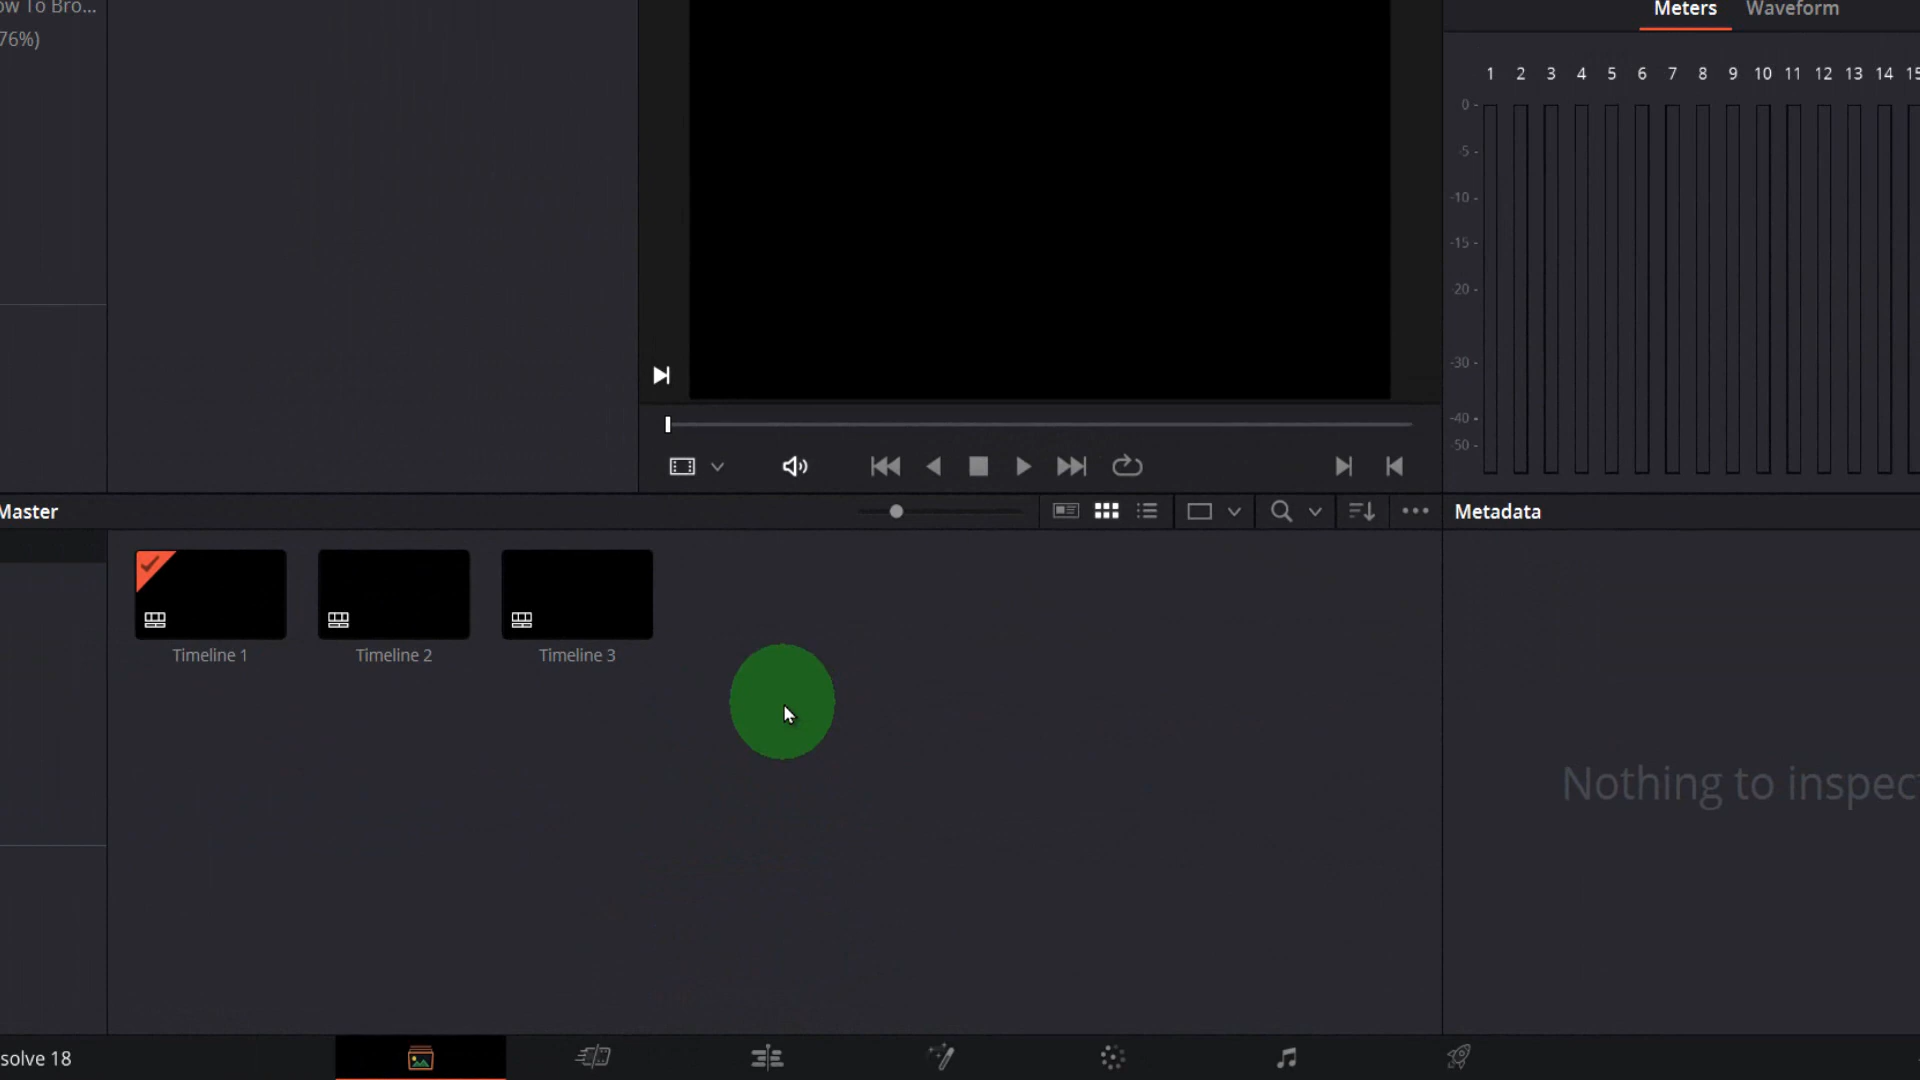 ow To Bro...
76%)
Meters Waveform
1 2 3 4 5 6 7 8 9 10 11 12 13 14 15
0 -
-5 -
-10 -
-15 -
-20 -
-30 -
-40 -
-50 -
Master
Metadata
Timeline 1
Timeline 2
Timeline 3
Nothing to inspec
solve 18